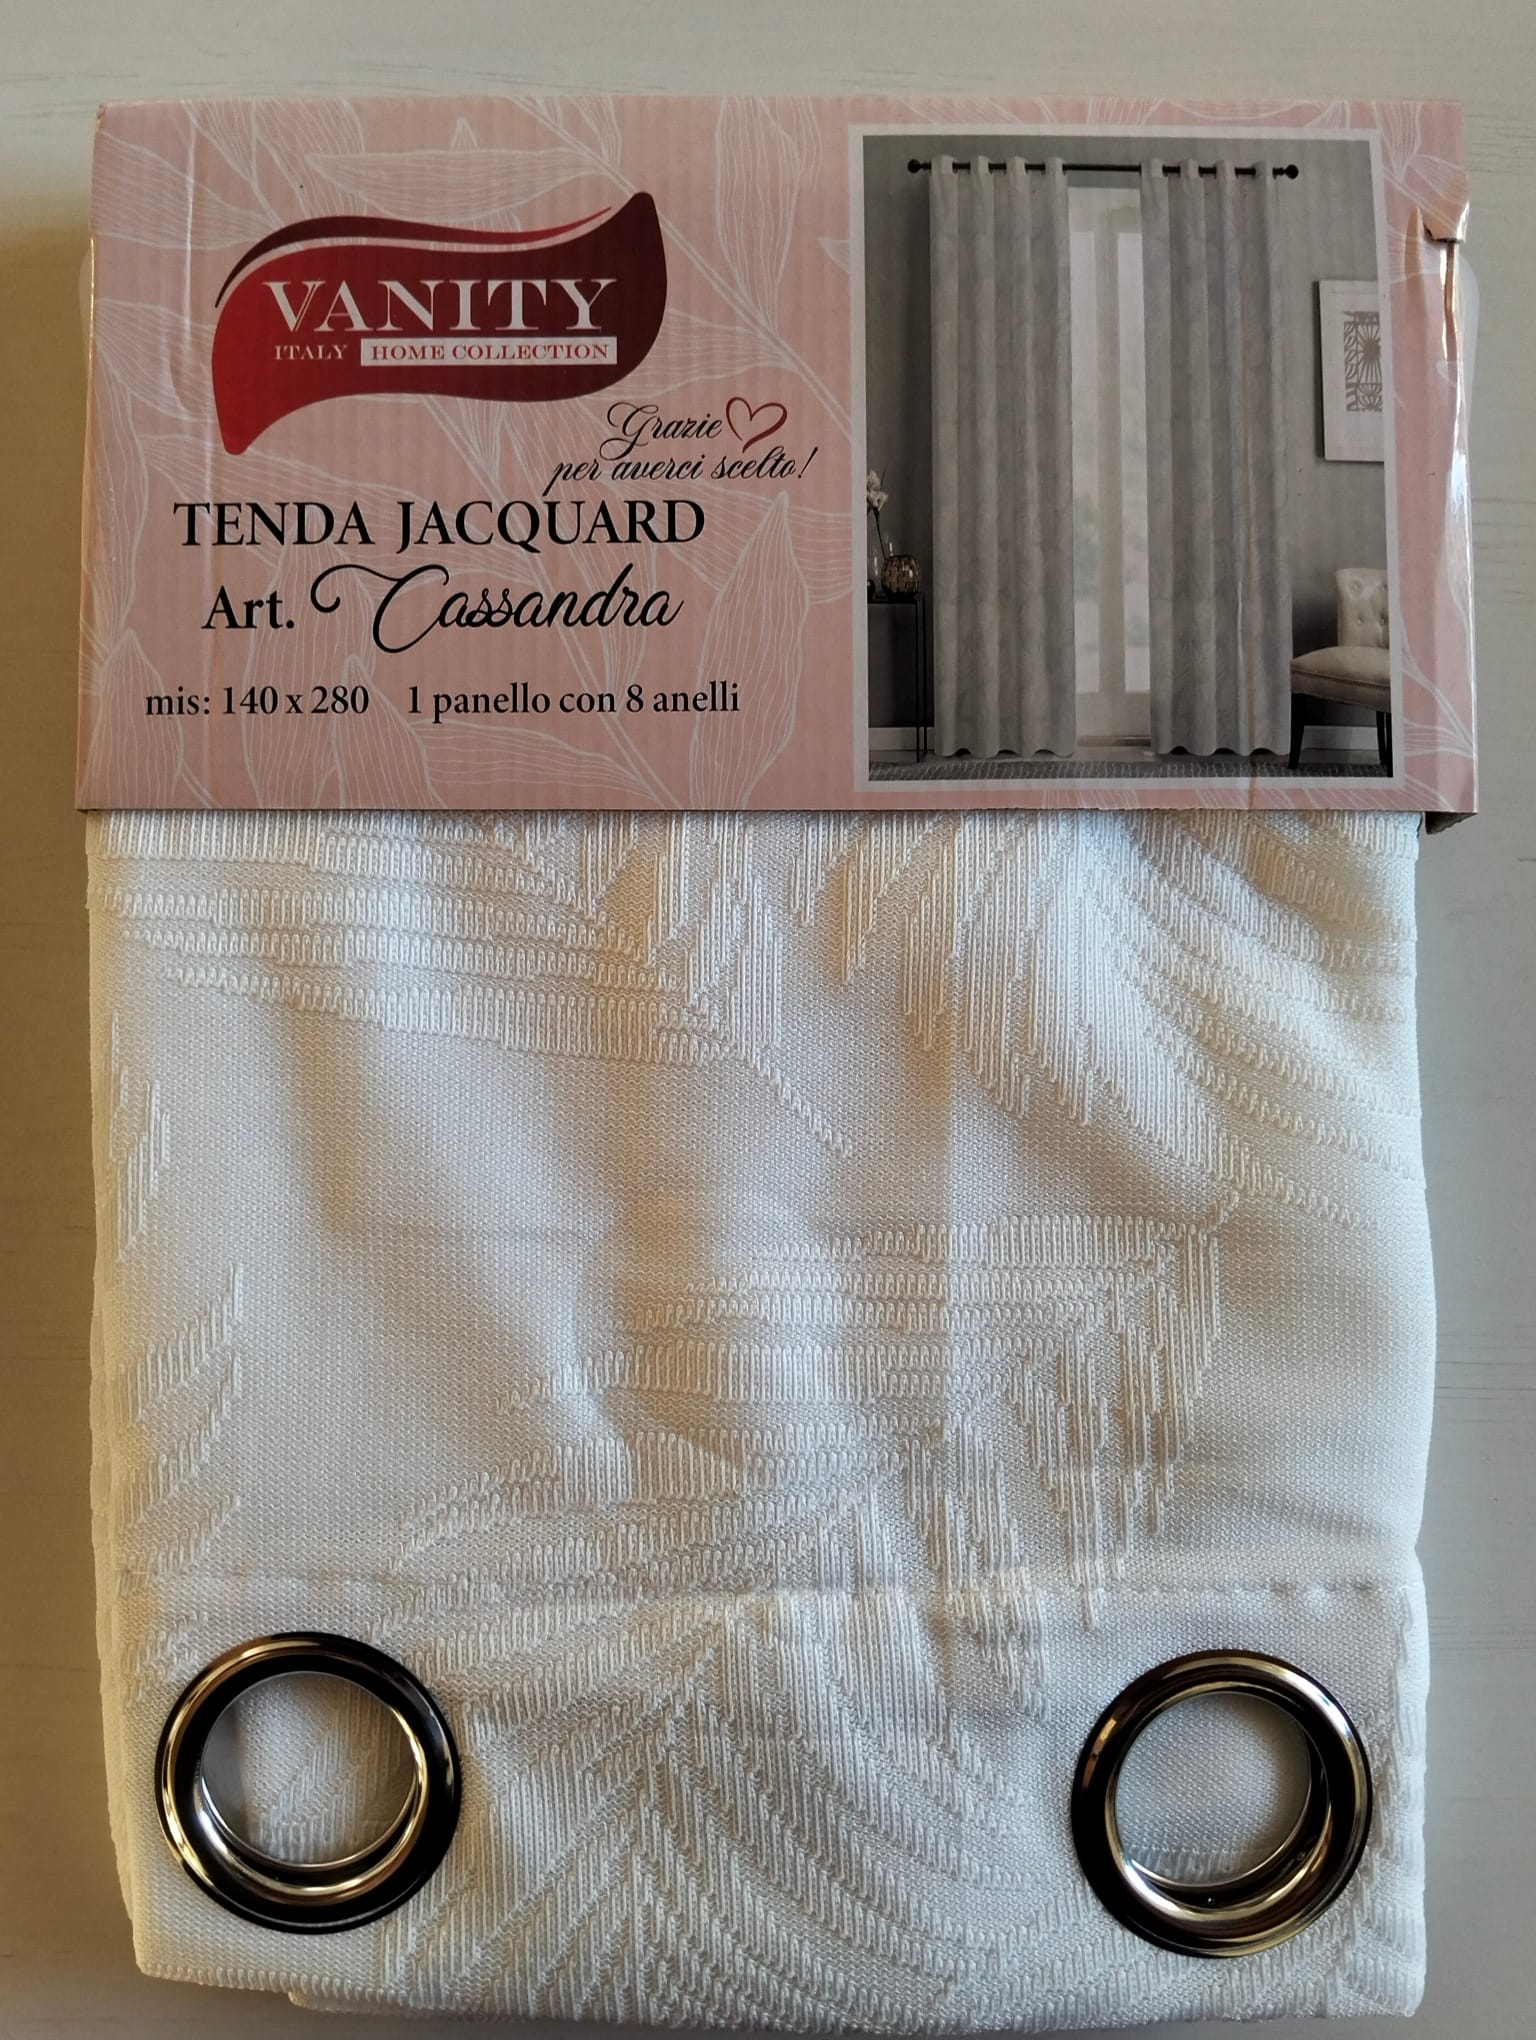 VANITY
ITALY HOME COLLECTION
Grazie
per averci scelto!
TENDA JACQUARD
Art. Cassandra
mis: 140 x 280 1 panello con 8 anelli